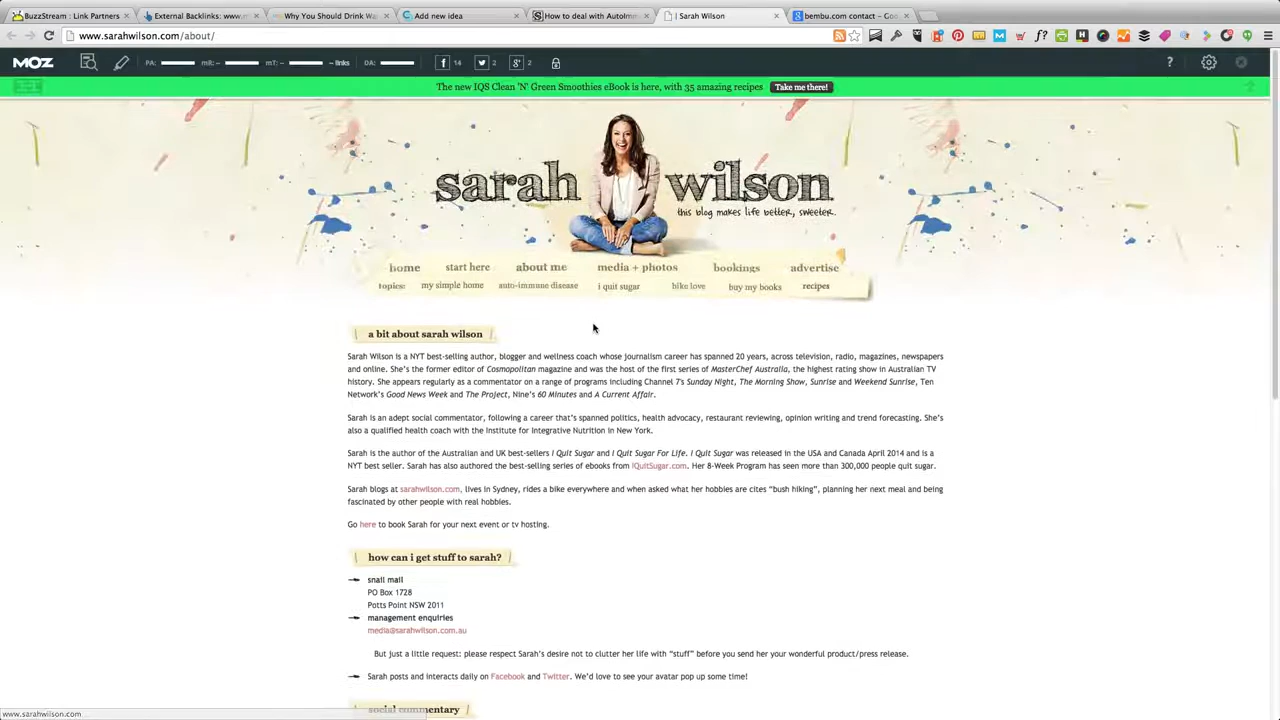 BuzzStream : Link Partners
External Backlinks: www.m
Why You Should Drink Wa
Add new idea
How to deal with AutoImm
| Sarah Wilson
bembu.com contact - Goo
www.sarahwilson.com/about/
MOZ PA: mR: mT: ~ links DA: 14 2 2
The new IQS Clean 'N' Green Smoothies eBook is here, with 35 amazing recipes Take me there!
sarah wilson
this blog makes life better, sweeter.
home start here about me media + photos bookings advertise
topics: my simple home auto-immune disease i quit sugar bike love buy my books recipes
a bit about sarah wilson
Sarah Wilson is a NYT best-selling author, blogger and wellness coach whose journalism career has spanned 20 years, across television, radio, magazines, newspapers
and online. She's the former editor of Cosmopolitan magazine and was the host of the first series of MasterChef Australia, the highest rating show in Australian TV
history. She appears regularly as a commentator on a range of programs including Channel 7's Sunday Night, The Morning Show, Sunrise and Weekend Sunrise, Ten
Network's Good News Week and The Project, Nine's 60 Minutes and A Current Affair.
Sarah is an adept social commentator, following a career that's spanned politics, health advocacy, restaurant reviewing, opinion writing and trend forecasting. She's
also a qualified health coach with the Institute for Integrative Nutrition in New York.
Sarah is the author of the Australian and UK best-sellers I Quit Sugar and I Quit Sugar For Life. I Quit Sugar was released in the USA and Canada April 2014 and is a
NYT best seller. Sarah has also authored the best-selling series of ebooks from IQuitSugar.com. Her 8-Week Program has seen more than 300,000 people quit sugar.
Sarah blogs at sarahwilson.com, lives in Sydney, rides a bike everywhere and when asked what her hobbies are cites "bush hiking", planning her next meal and being
fascinated by other people with real hobbies.
Go here to book Sarah for your next event or tv hosting.
how can i get stuff to sarah?
snail mail
PO Box 1728
Potts Point NSW 2011
management enquiries
media@sarahwilson.com.au
But just a little request: please respect Sarah's desire not to clutter her life with "stuff" before you send her your wonderful product/press release.
Sarah posts and interacts daily on Facebook and Twitter. We'd love to see your avatar pop up some time!
social commentary
www.sarahwilson.com